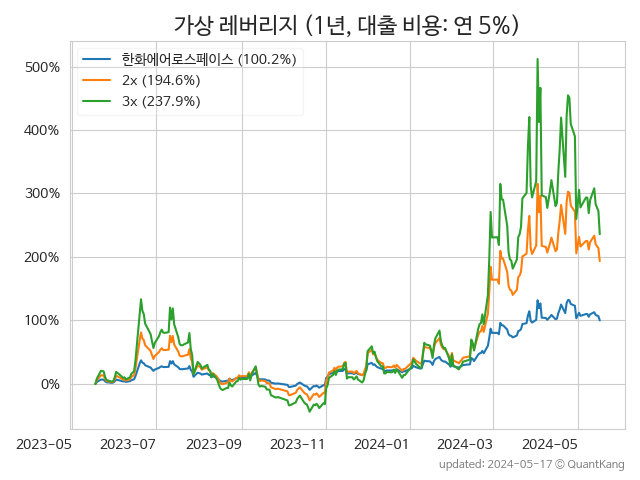 가상 레버리지 (1년, 대출 비용: 연 5%)
한화에어로스페이스 (100.2%)
2x (194.6%)
3x (237.9%)
500%
400%
300%
200%
100%
0%
2023-05 2023-07 2023-09 2023-11 2024-01 2024-03 2024-05
updated: 2024-05-17 © QuantKang